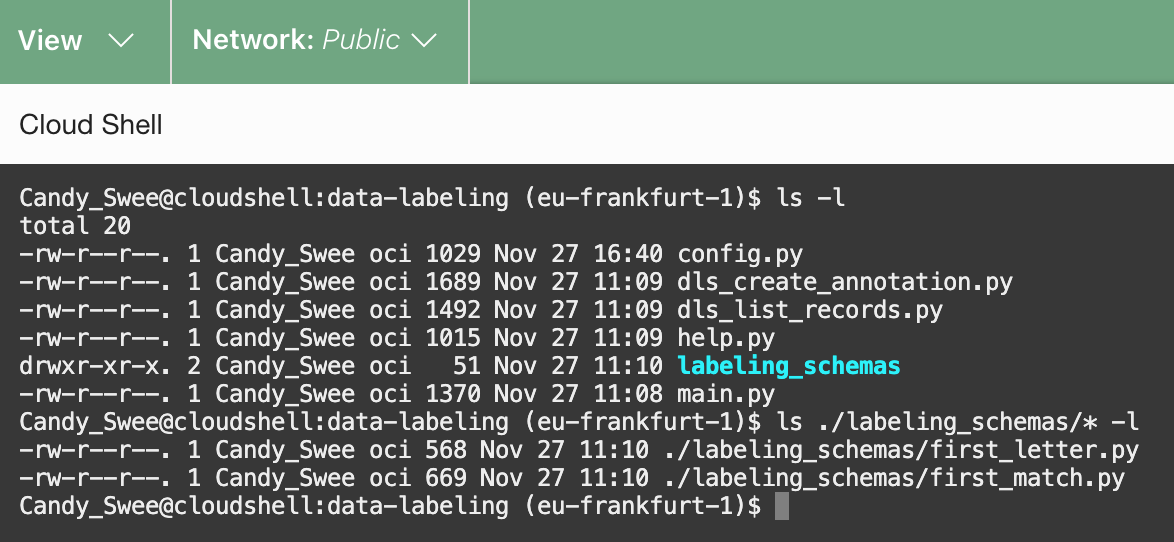 View
Network: Public
Cloud Shell
Candy_Swee@cloudshell:data-labeling (eu-frankfurt-1)$ ls -l
total 20
-rw-r--r--. 1 Candy_Swee oci 1029 Nov 27 16:40 config.py
-rw-r--r--. 1 Candy_Swee oci 1689 Nov 27 11:09 dls_create_annotation.py
-rw-r--r--. 1 Candy_Swee oci 1492 Nov 27 11:09 dls_list_records.py
-rw-r--r--. 1 Candy_Swee oci 1015 Nov 27 11:09 help.py
drwxr-xr-x. 2 Candy_Swee oci   51 Nov 27 11:10 labeling_schemas
-rw-r--r--. 1 Candy_Swee oci 1370 Nov 27 11:08 main.py
Candy_Swee@cloudshell:data-labeling (eu-frankfurt-1)$ ls ./labeling_schemas/* -l
-rw-r--r--. 1 Candy_Swee oci 568 Nov 27 11:10 ./labeling_schemas/first_letter.py
-rw-r--r--. 1 Candy_Swee oci 669 Nov 27 11:10 ./labeling_schemas/first_match.py
Candy_Swee@cloudshell:data-labeling (eu-frankfurt-1)$